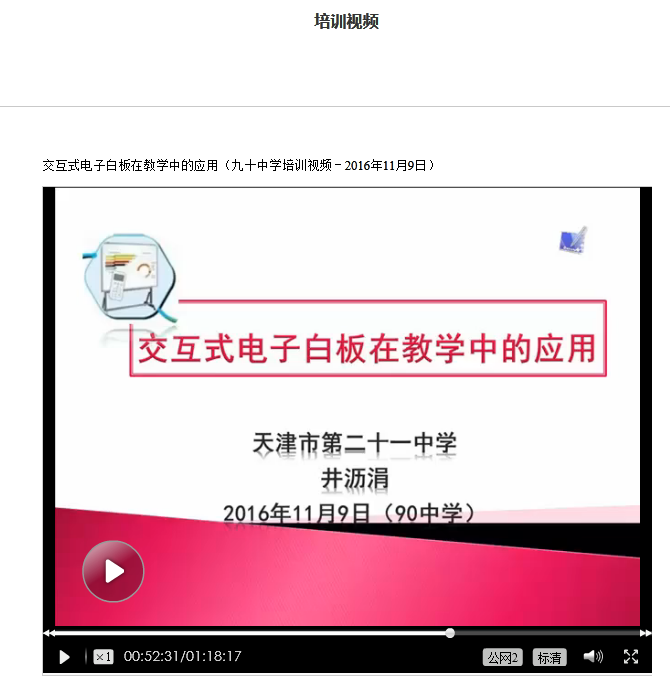 培训视频
交互式电子白板在教学中的应用（九十中学培训视频－2016年11月9日）
交互式电子白板在教学中的应用
天津市第二十一中学
井沥涓
2016年11月9日（90中学）
×1 00:52:31/01:18:17 公网2 标清